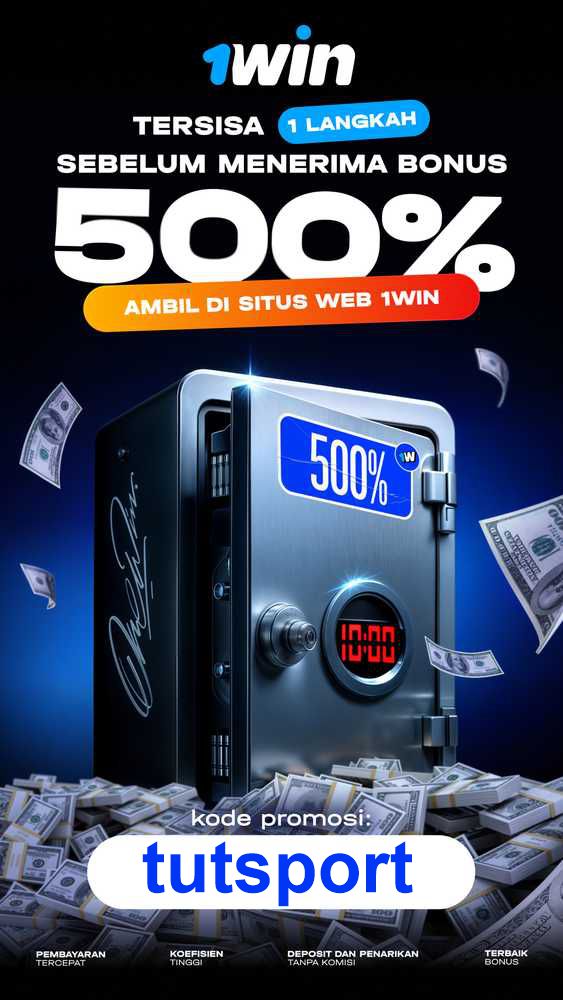 1win
TERSISA 1 LANGKAH
SEBELUM MENERIMA BONUS
500%
AMBIL DI SITUS WEB 1WIN
500% 1W
10:00
kode promosi:
tutsport
PEMBAYARAN
TERCEPAT
KOEFISIEN
TINGGI
DEPOSIT DAN PENARIKAN
TANPA KOMISI
TERBAIK
BONUS